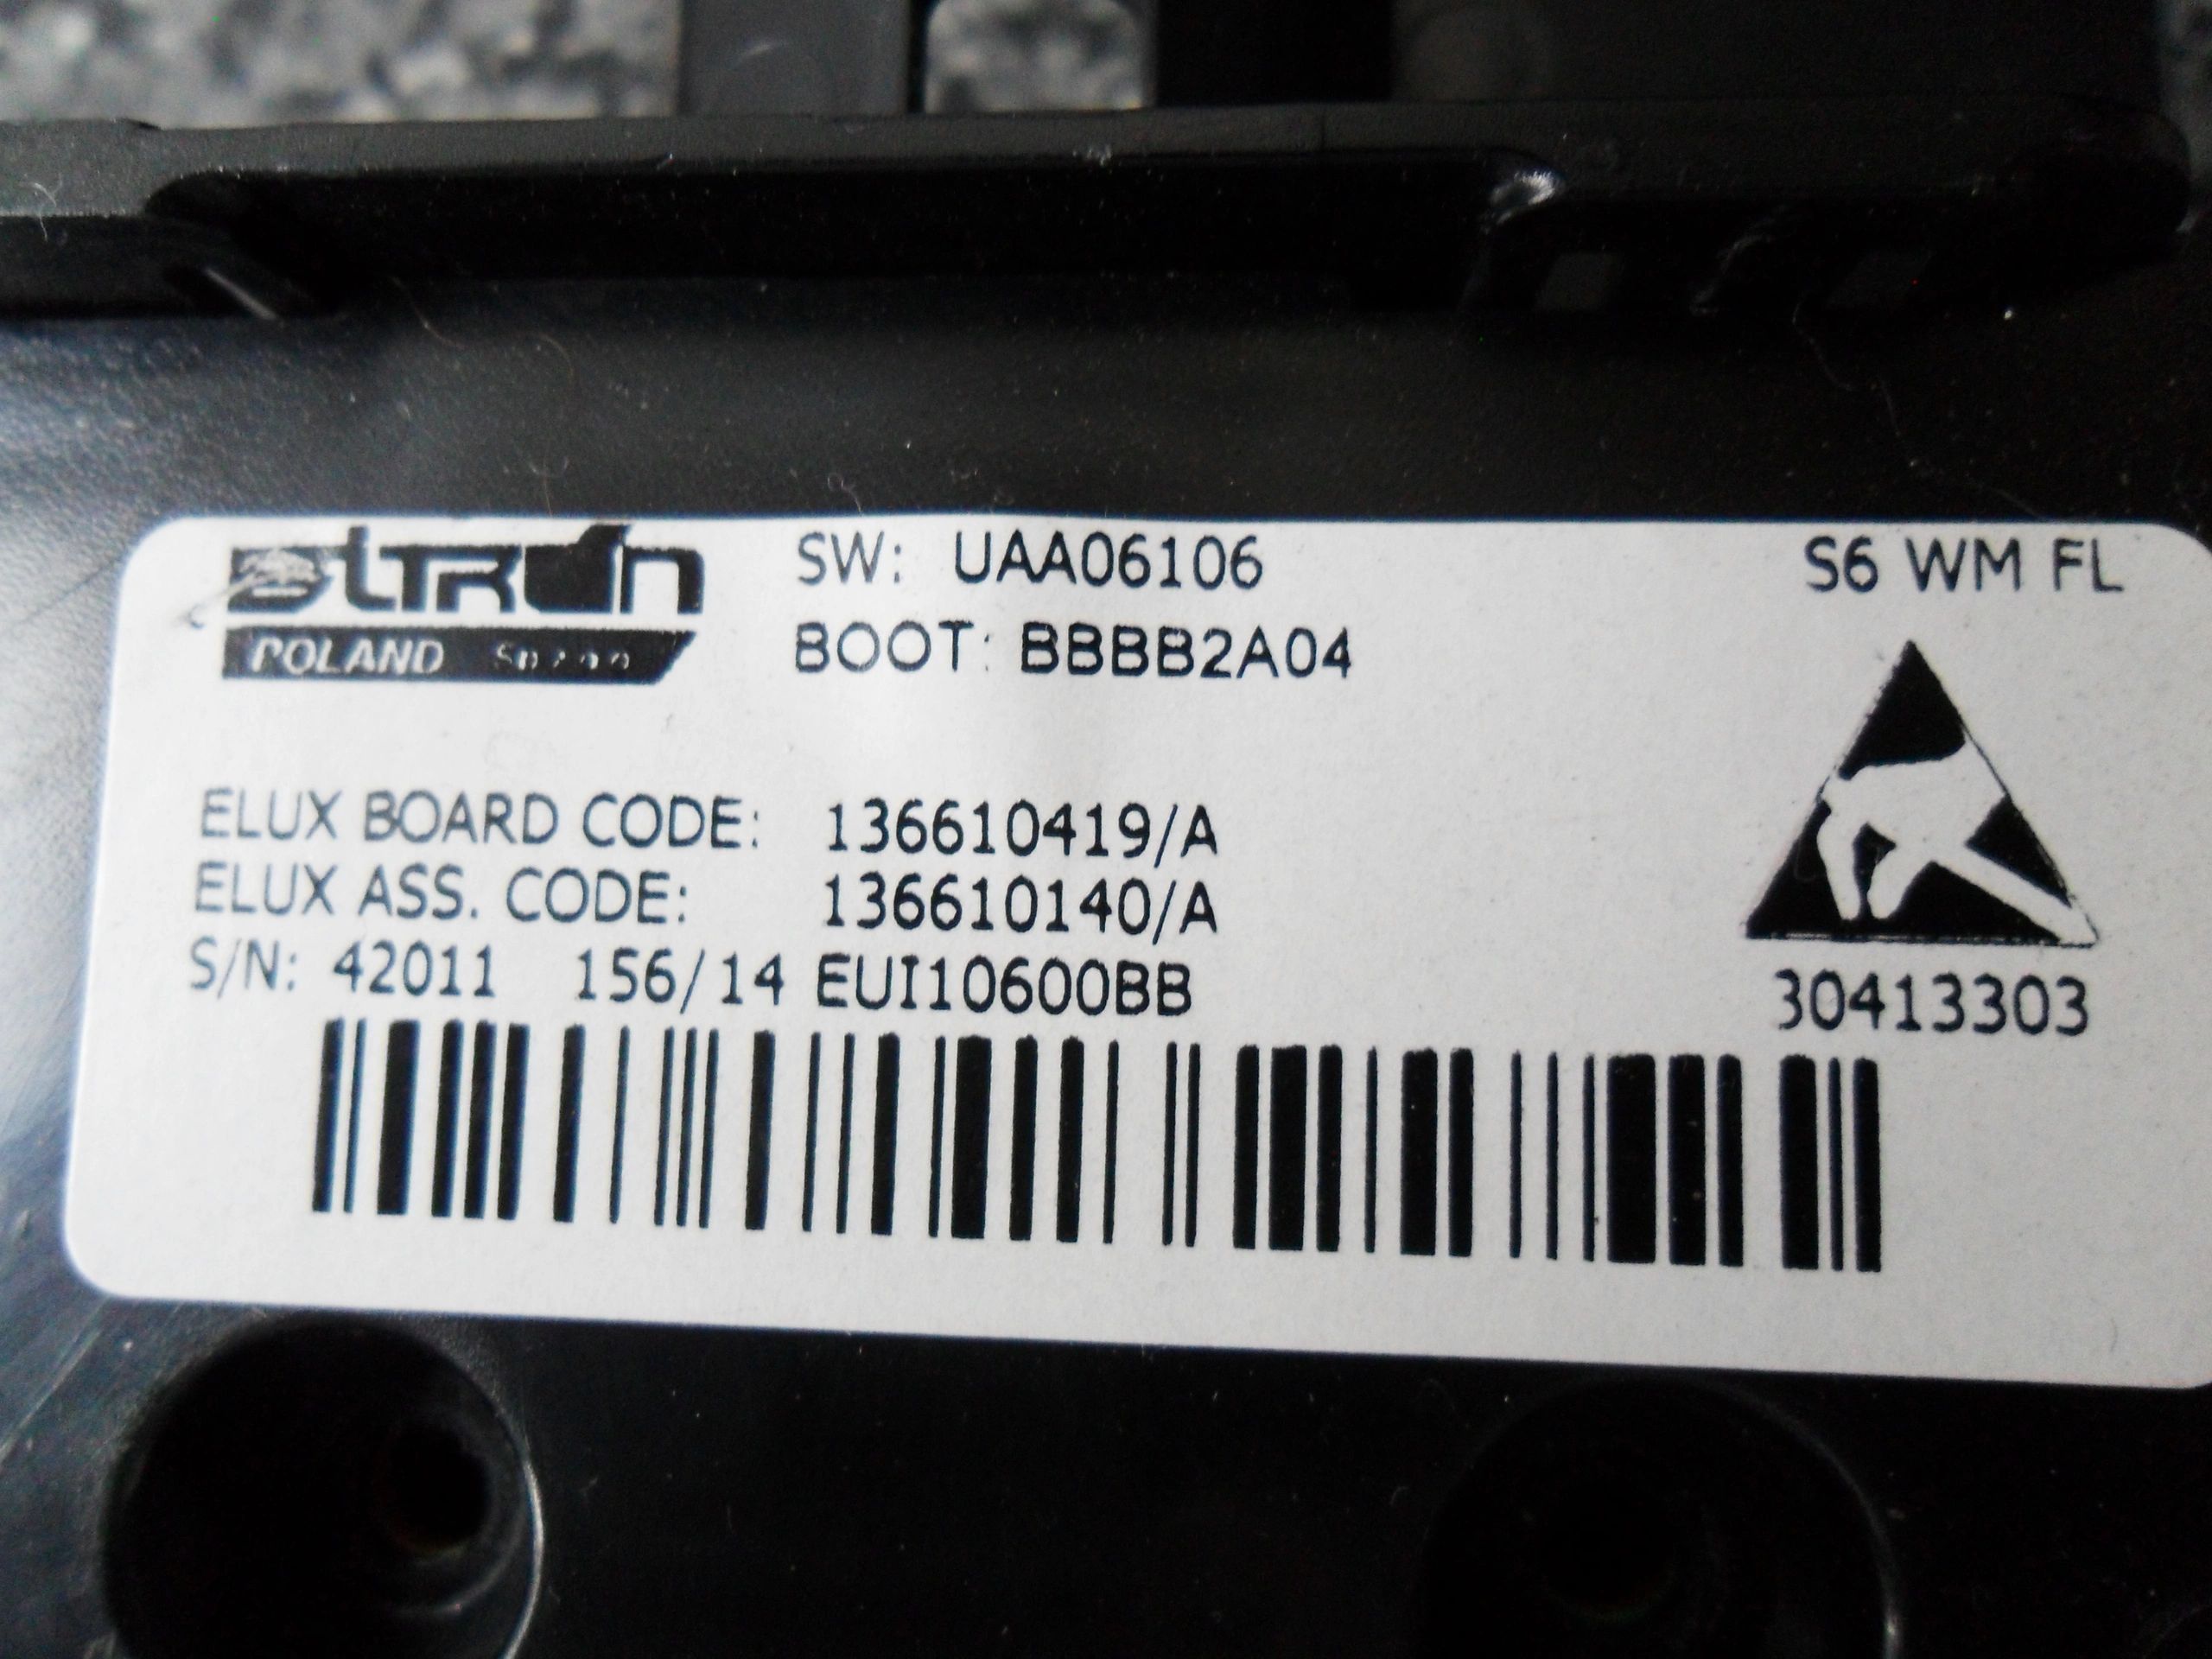 POLAND
SW: UAA06106
BOOT: BBBB2A04
S6 WM FL
ELUX BOARD CODE: 136610419/A
ELUX ASS. CODE: 136610140/A
S/N: 42011 156/14 EUI10600BB
30413303